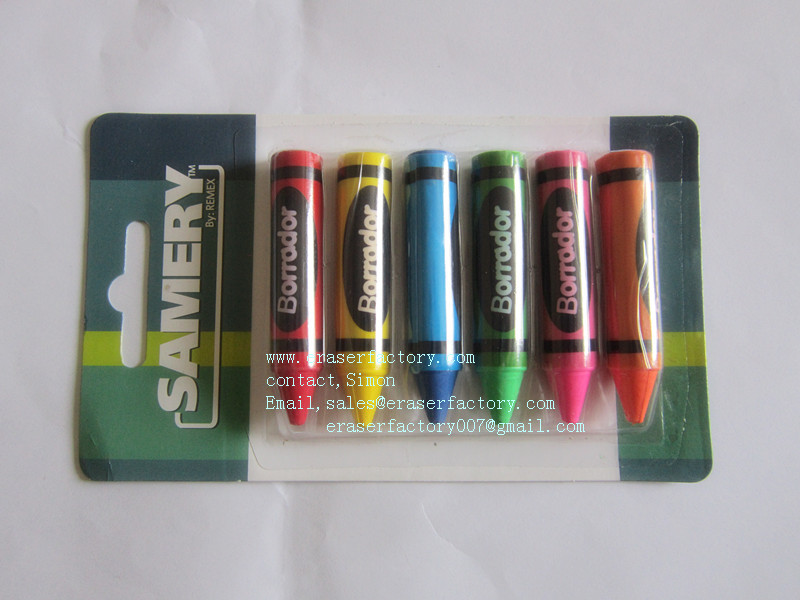 SAMERY™
By: REMEX
Borrador
Borrador
Borrador
Borrador
www.eraserfactory.com
contact,Simon
Email,sales@eraserfactory.com
eraserfactory007@gmail.com